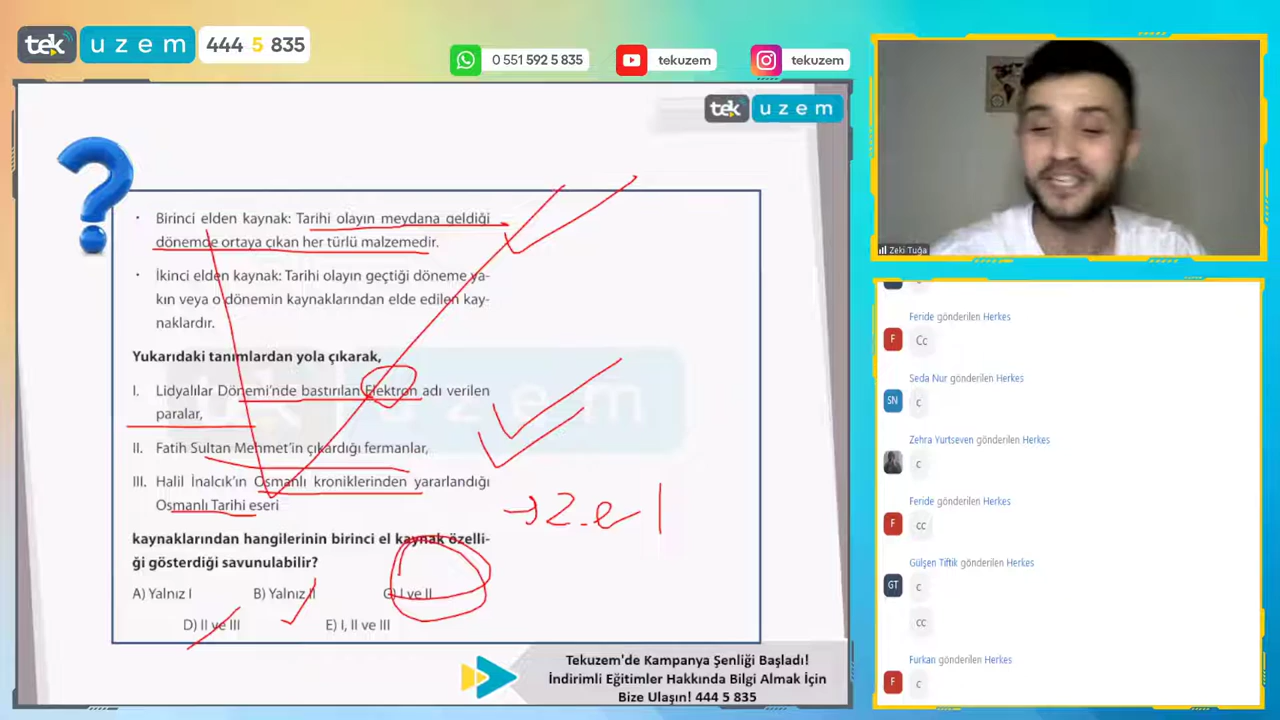 tek uzem 444 5 835
0 551 592 5 835
tekuzem
tekuzem
tek uzem
• Birinci elden kaynak: Tarihi olayın meydana geldiği
dönemde ortaya çıkan her türlü malzemedir.
• İkinci elden kaynak: Tarihi olayın geçtiği döneme ya-
kın veya o dönemin kaynaklarından elde edilen kay-
naklardır.
Yukarıdaki tanımlardan yola çıkarak,
I. Lidyalılar Dönemi'nde bastırılan Elektron adı verilen
paralar,
II. Fatih Sultan Mehmet'in çıkardığı fermanlar,
III. Halil İnalcık'ın Osmanlı kroniklerinden yararlandığı
Osmanlı Tarihi eseri
→ 2. el
kaynaklarından hangilerinin birinci el kaynak özelli-
ği gösterdiği savunulabilir?
A) Yalnız I B) Yalnız II C) I ve II
D) II ve III E) I, II ve III
Tekuzem'de Kampanya Şenliği Başladı!
İndirimli Eğitimler Hakkında Bilgi Almak İçin
Bize Ulaşın! 444 5 835
Zeki Tuğa
Feride gönderilen Herkes
F Cc
Seda Nur gönderilen Herkes
SN c
Zehra Yurtseven gönderilen Herkes
c
Feride gönderilen Herkes
F cc
Gülşen Tiftik gönderilen Herkes
GT c
cc
Furkan gönderilen Herkes
F c